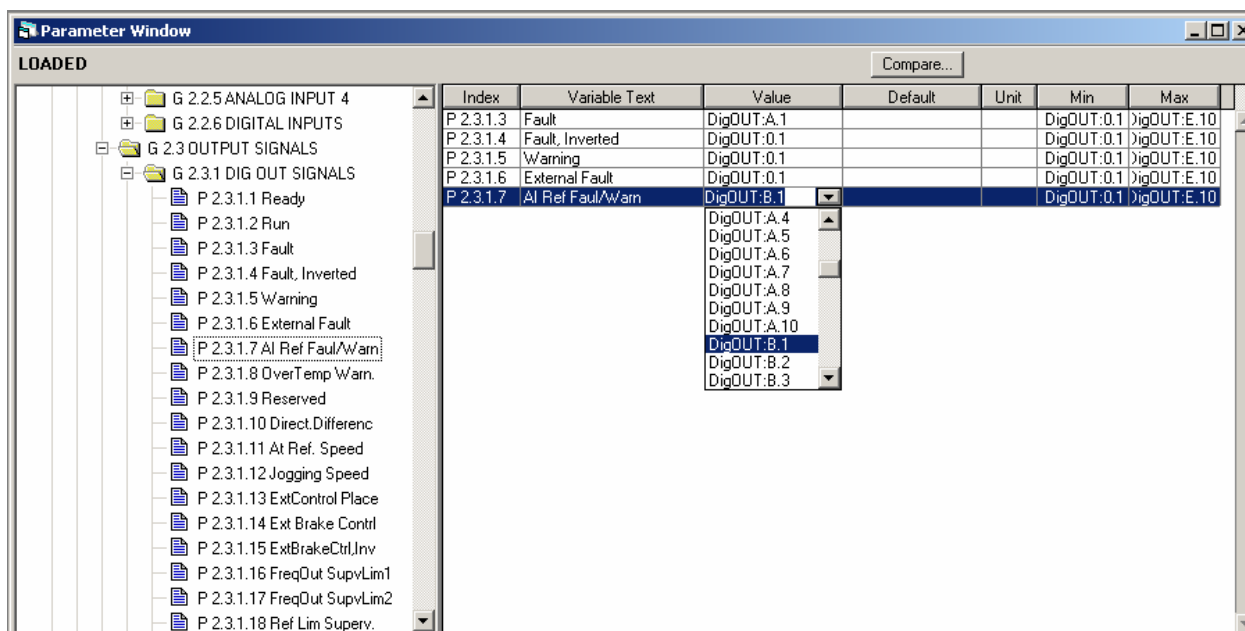 Parameter Window
LOADED
Compare...
G 2.2.5 ANALOG INPUT 4
G 2.2.6 DIGITAL INPUTS
G 2.3 OUTPUT SIGNALS
G 2.3.1 DIG OUT SIGNALS
P 2.3.1.1 Ready
P 2.3.1.2 Run
P 2.3.1.3 Fault
P 2.3.1.4 Fault, Inverted
P 2.3.1.5 Warning
P 2.3.1.6 External Fault
P 2.3.1.7 AI Ref Faul/Warn
P 2.3.1.8 OverTemp Warn.
P 2.3.1.9 Reserved
P 2.3.1.10 Direct.Differenc
P 2.3.1.11 At Ref. Speed
P 2.3.1.12 Jogging Speed
P 2.3.1.13 ExtControl Place
P 2.3.1.14 Ext Brake Contrl
P 2.3.1.15 ExtBrakeCtrl,Inv
P 2.3.1.16 FreqOut SupvLim1
P 2.3.1.17 FreqOut SupvLim2
P 2.3.1.18 Ref Lim Superv.
Index Variable Text Value Default Unit Min Max
P 2.3.1.3 Fault DigOUT:A.1 DigOUT:0.1 DigOUT:E.10
P 2.3.1.4 Fault, Inverted DigOUT:0.1 DigOUT:0.1 DigOUT:E.10
P 2.3.1.5 Warning DigOUT:0.1 DigOUT:0.1 DigOUT:E.10
P 2.3.1.6 External Fault DigOUT:0.1 DigOUT:0.1 DigOUT:E.10
P 2.3.1.7 AI Ref Faul/Warn DigOUT:B.1 DigOUT:0.1 DigOUT:E.10
DigOUT:A.4
DigOUT:A.5
DigOUT:A.6
DigOUT:A.7
DigOUT:A.8
DigOUT:A.9
DigOUT:A.10
DigOUT:B.1
DigOUT:B.2
DigOUT:B.3